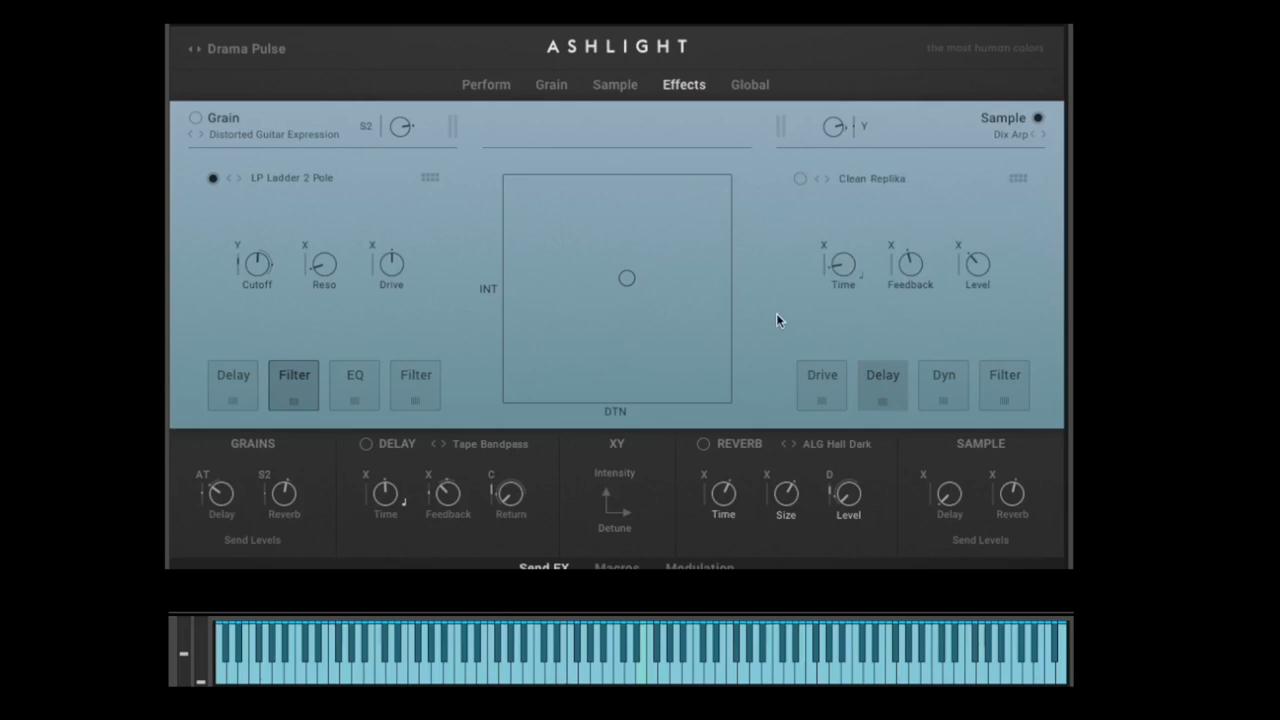 Drama Pulse
ASHLIGHT
the most human colors
Perform Grain Sample Effects Global
Grain
Distorted Guitar Expression
S2
Y
Sample
Dix Arp
LP Ladder 2 Pole
Clean Replika
Y X X
Cutoff Reso Drive
INT
DTN
X X X
Time Feedback Level
Delay Filter EQ Filter
Drive Delay Dyn Filter
GRAINS
AT S2
Delay Reverb
Send Levels
DELAY Tape Bandpass
X X C
Time Feedback Return
XY
Intensity
Detune
REVERB ALG Hall Dark
X X D
Time Size Level
SAMPLE
X X
Delay Reverb
Send Levels
Send FX Macros Modulation